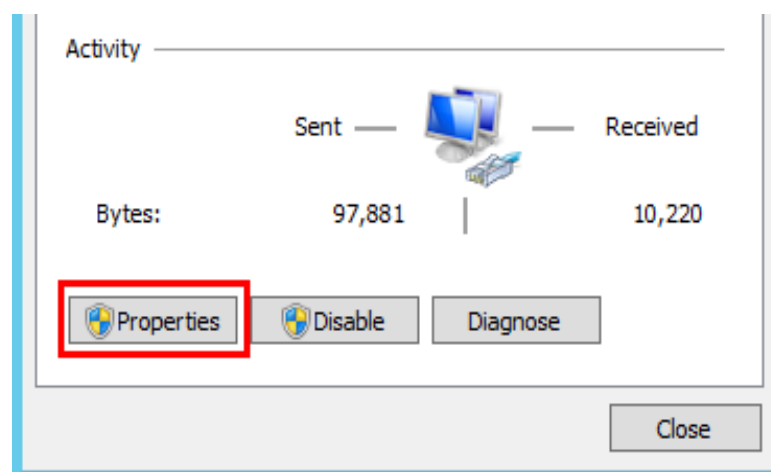 Activity
Sent Received
Bytes: 97,881 10,220
Properties Disable Diagnose
Close